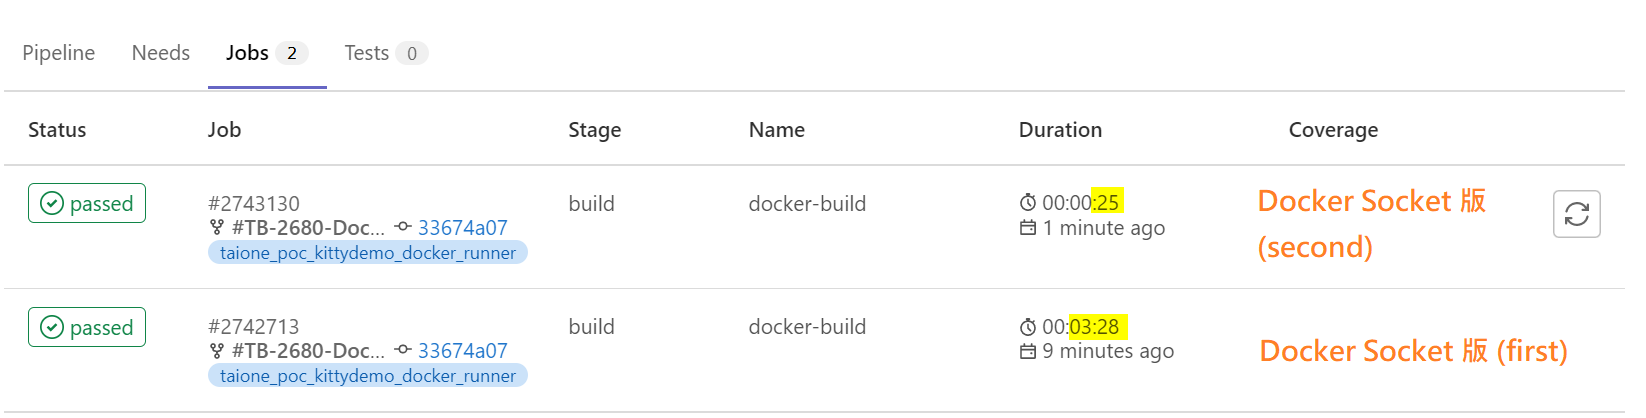 Pipeline Needs Jobs 2 Tests 0
Status Job Stage Name Duration Coverage
passed #2743130 build docker-build 00:00:25 Docker Socket 版
#TB-2680-Doc... 33674a07 1 minute ago (second)
taione_poc_kittydemo_docker_runner
passed #2742713 build docker-build 00:03:28 Docker Socket 版 (first)
#TB-2680-Doc... 33674a07 9 minutes ago
taione_poc_kittydemo_docker_runner